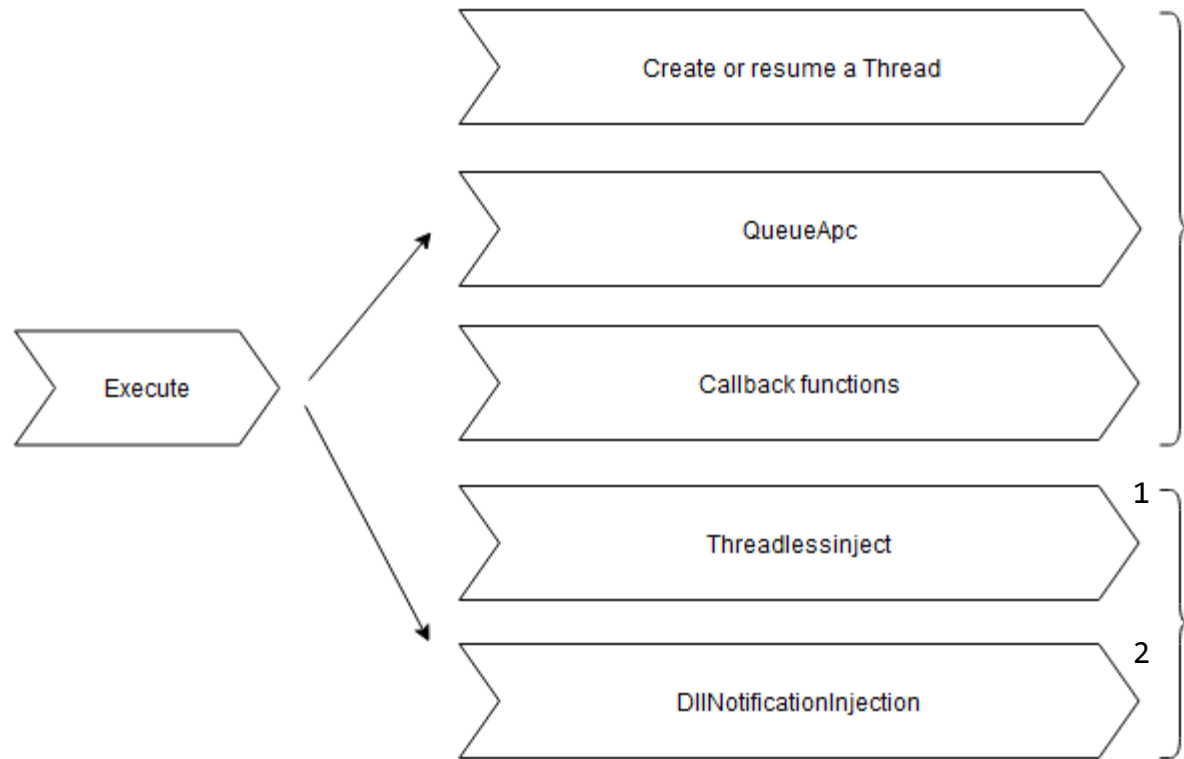 Create or resume a Thread
QueueApc
Callback functions
Execute
1
Threadlessinject
2
DllNotificationInjection